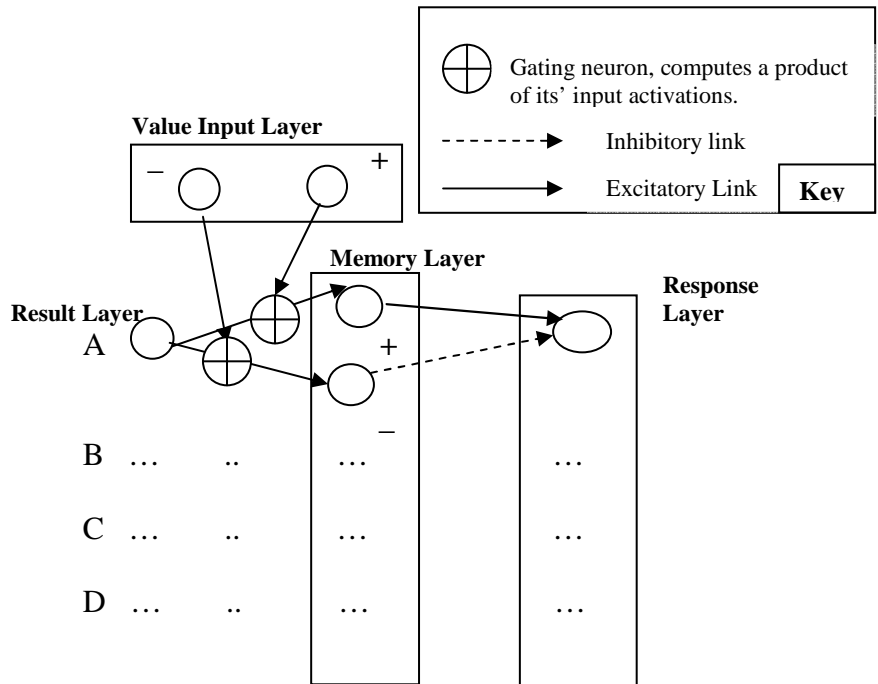 Gating neuron, computes a product
of its' input activations.
Inhibitory link
Excitatory Link
Key
Value Input Layer
– +
Memory Layer
Result Layer
Response
Layer
A
+
–
B ... .. ... ...
C ... .. ... ...
D ... .. ... ...